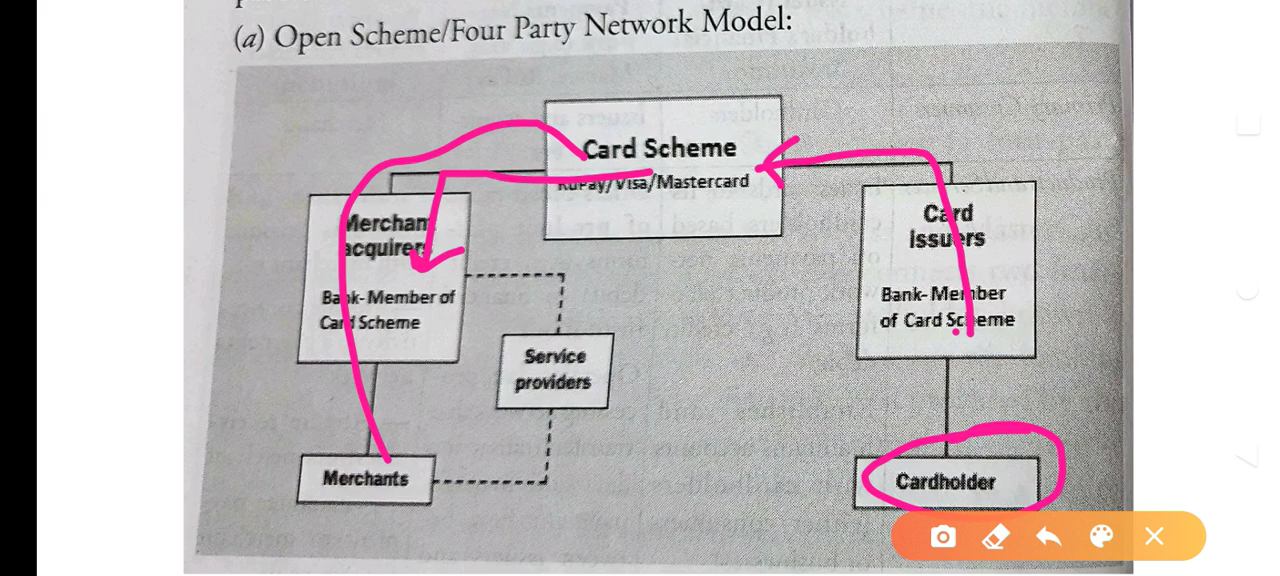 (a) Open Scheme/Four Party Network Model:
Card Scheme
RuPay/Visa/Mastercard
Merchant
acquirers
Bank-Member of
Card Scheme
Card
Issuers
Bank-Member
of Card Scheme
Service
providers
Merchants
Cardholder